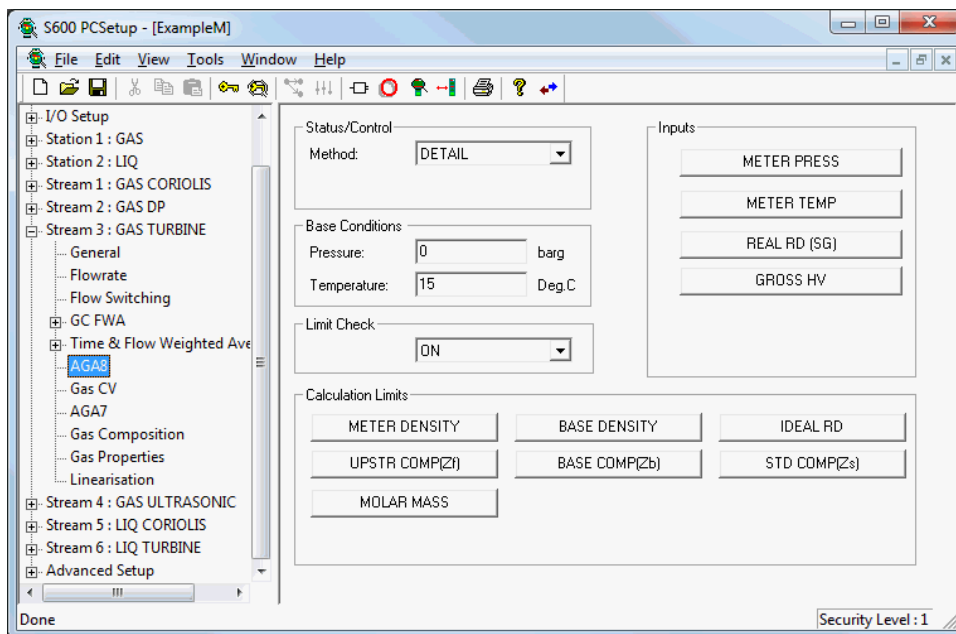 S600 PCSetup - [ExampleM]
File Edit View Tools Window Help
I/O Setup
Station 1 : GAS
Station 2 : LIQ
Stream 1 : GAS CORIOLIS
Stream 2 : GAS DP
Stream 3 : GAS TURBINE
General
Flowrate
Flow Switching
GC FWA
Time & Flow Weighted Ave
AGA8
Gas CV
AGA7
Gas Composition
Gas Properties
Linearisation
Stream 4 : GAS ULTRASONIC
Stream 5 : LIQ CORIOLIS
Stream 6 : LIQ TURBINE
Advanced Setup
Status/Control
Method: DETAIL
Base Conditions
Pressure: 0 barg
Temperature: 15 Deg.C
Limit Check
ON
Inputs
METER PRESS
METER TEMP
REAL RD (SG)
GROSS HV
Calculation Limits
METER DENSITY BASE DENSITY IDEAL RD
UPSTR COMP(Zf) BASE COMP(Zb) STD COMP(Zs)
MOLAR MASS
Done Security Level : 1